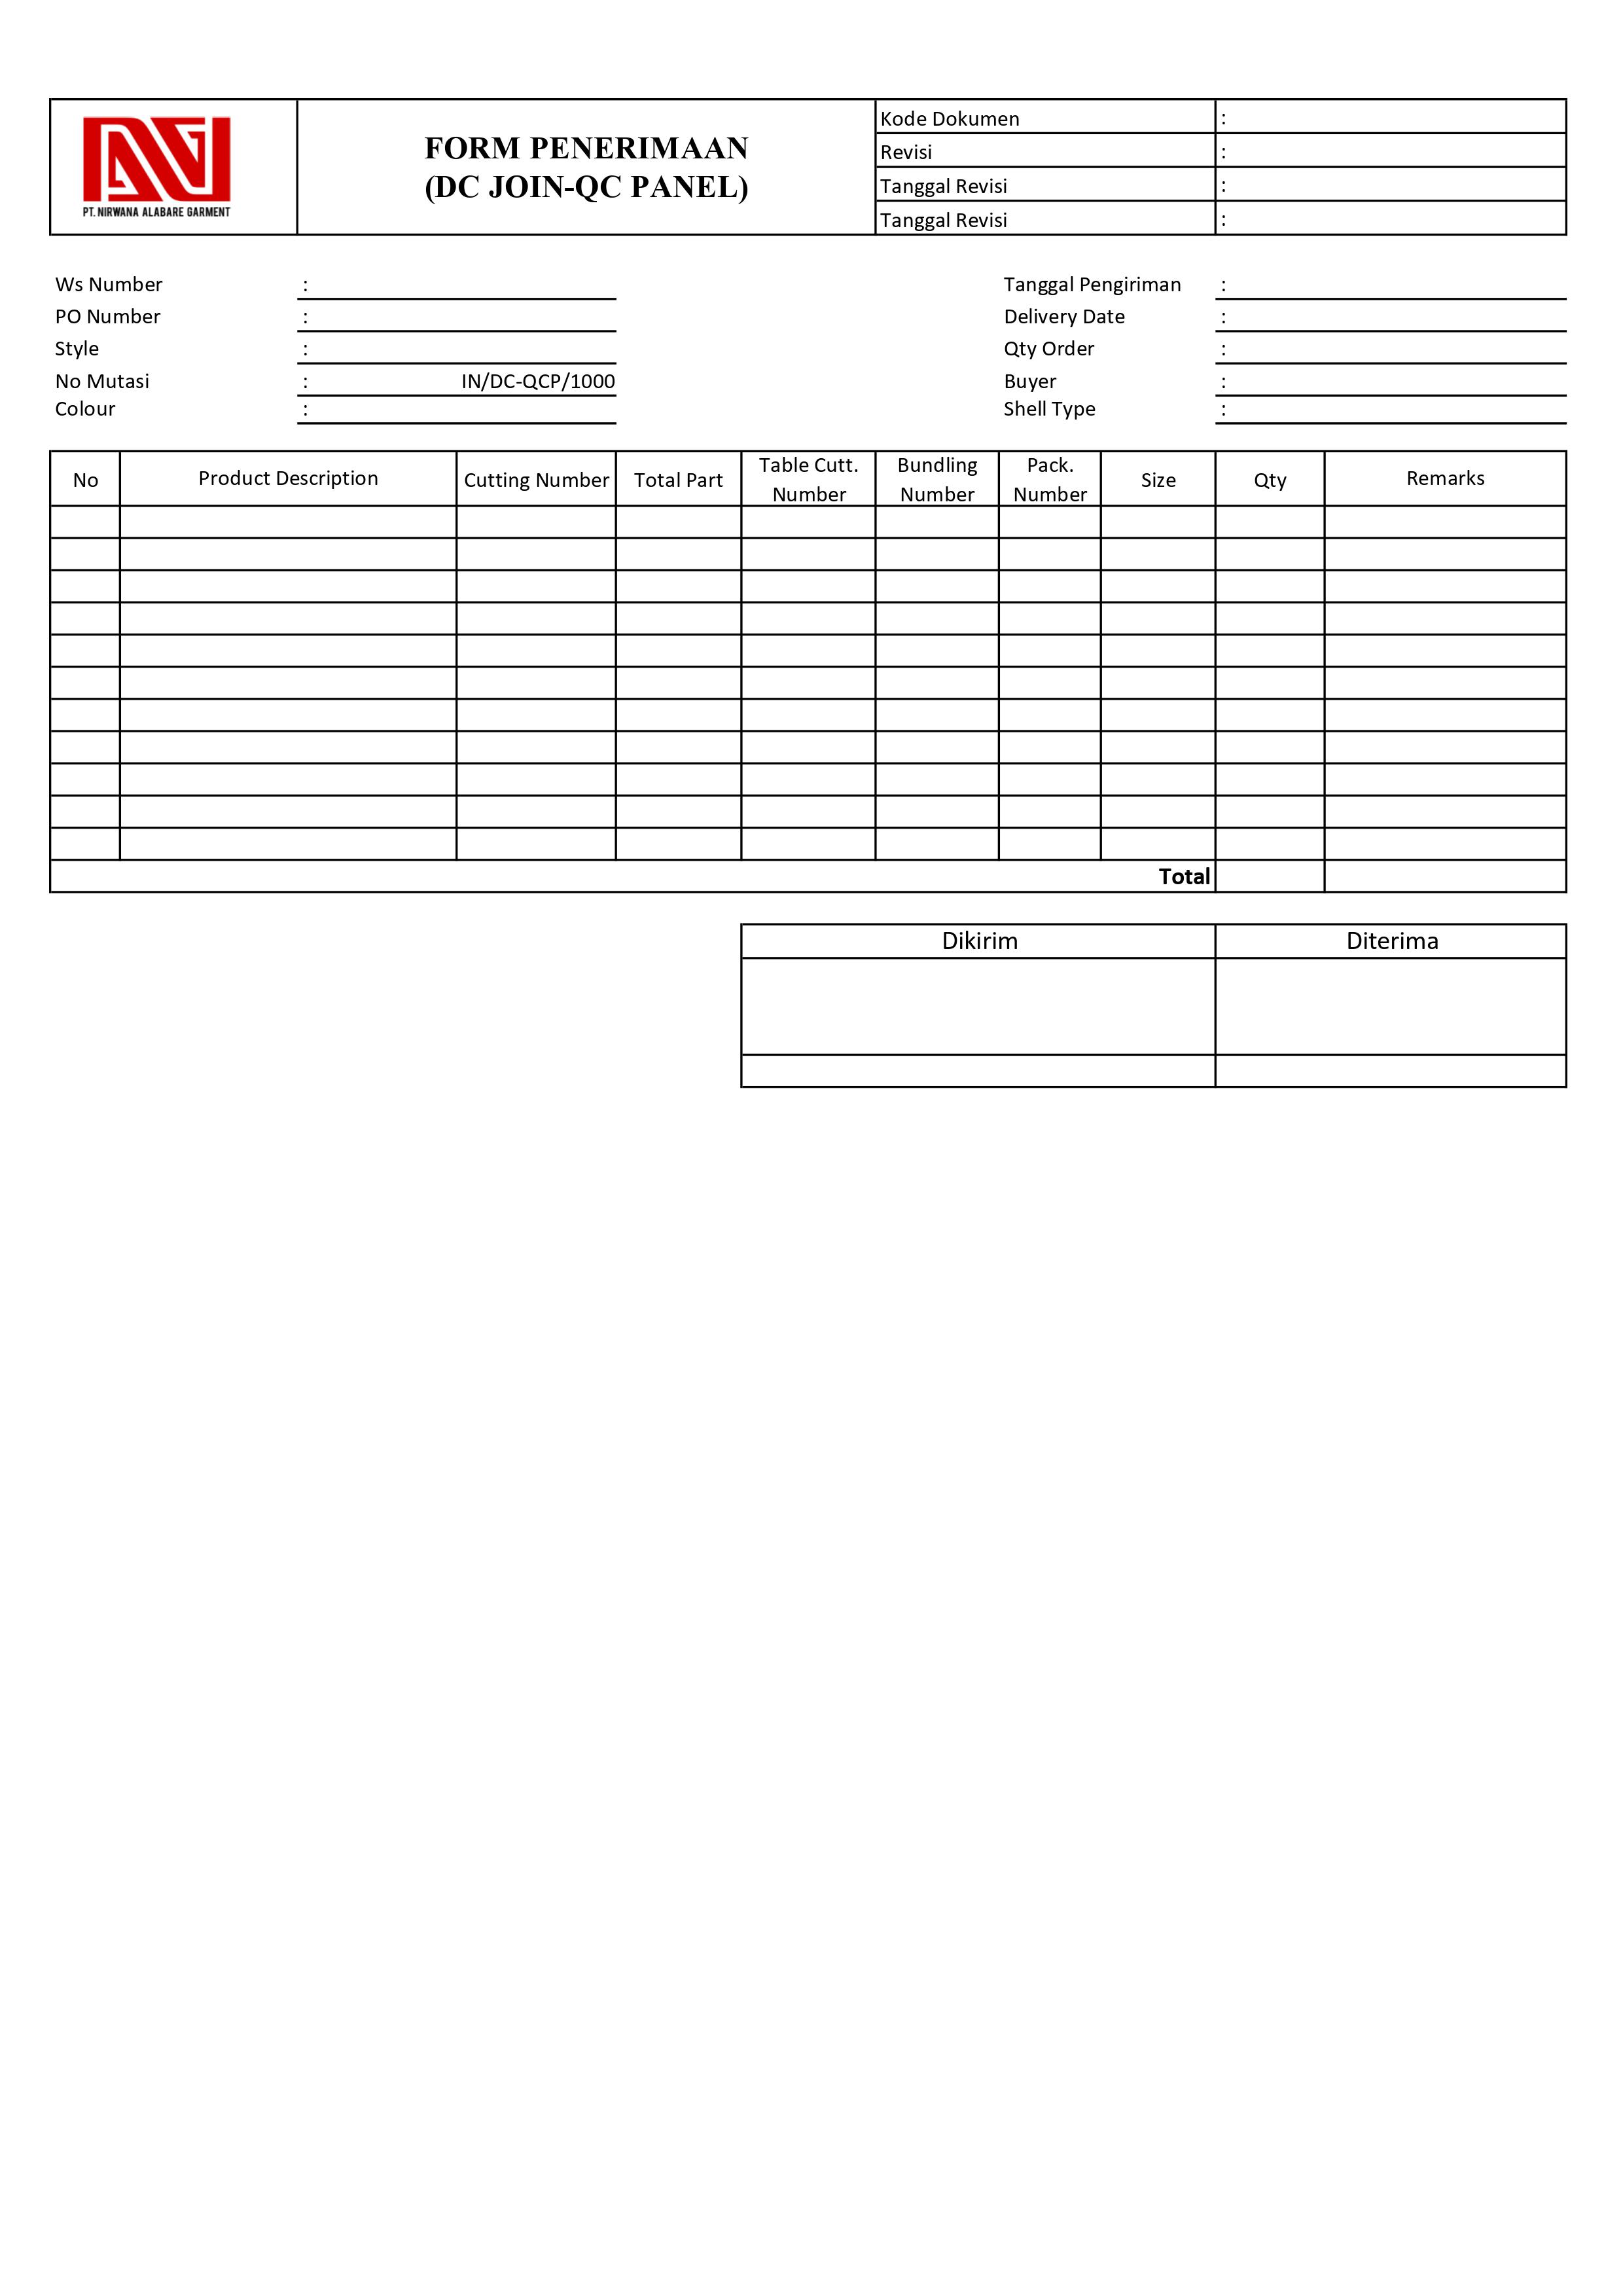 PT. NIRWANA ALABARE GARMENT
FORM PENERIMAAN
(DC JOIN-QC PANEL)
Kode Dokumen :
Revisi :
Tanggal Revisi :
Tanggal Revisi :
Ws Number :
PO Number :
Style :
No Mutasi : IN/DC-QCP/1000
Colour :
Tanggal Pengiriman :
Delivery Date :
Qty Order :
Buyer :
Shell Type :
No Product Description Cutting Number Total Part Table Cutt. Number Bundling Number Pack. Number Size Qty Remarks
Total
Dikirim Diterima